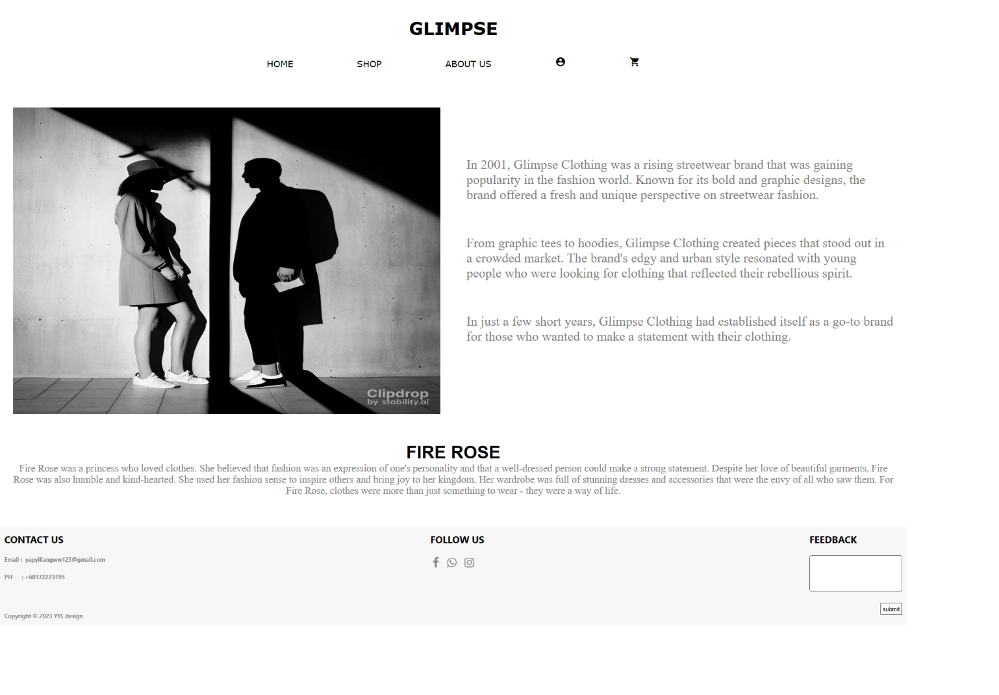 GLIMPSE
HOME SHOP ABOUT US
In 2001, Glimpse Clothing was a rising streetwear brand that was gaining
popularity in the fashion world. Known for its bold and graphic designs, the
brand offered a fresh and unique perspective on streetwear fashion.
From graphic tees to hoodies, Glimpse Clothing created pieces that stood out in
a crowded market. The brand's edgy and urban style resonated with young
people who were looking for clothing that reflected their rebellious spirit.
In just a few short years, Glimpse Clothing had established itself as a go-to brand
for those who wanted to make a statement with their clothing.
Clipdrop
by stability.ai
FIRE ROSE
Fire Rose was a princess who loved clothes. She believed that fashion was an expression of one's personality and that a well-dressed person could make a strong statement. Despite her love of beautiful garments, Fire
Rose was also humble and kind-hearted. She used her fashion sense to inspire others and bring joy to her kingdom. Her wardrobe was full of stunning dresses and accessories that were the envy of all who saw them. For
Fire Rose, clothes were more than just something to wear - they were a way of life.
CONTACT US
Email : yapyiliangww123@gmail.com
PH : +60172223195
Copyright © 2023 YYL design
FOLLOW US
FEEDBACK
submit